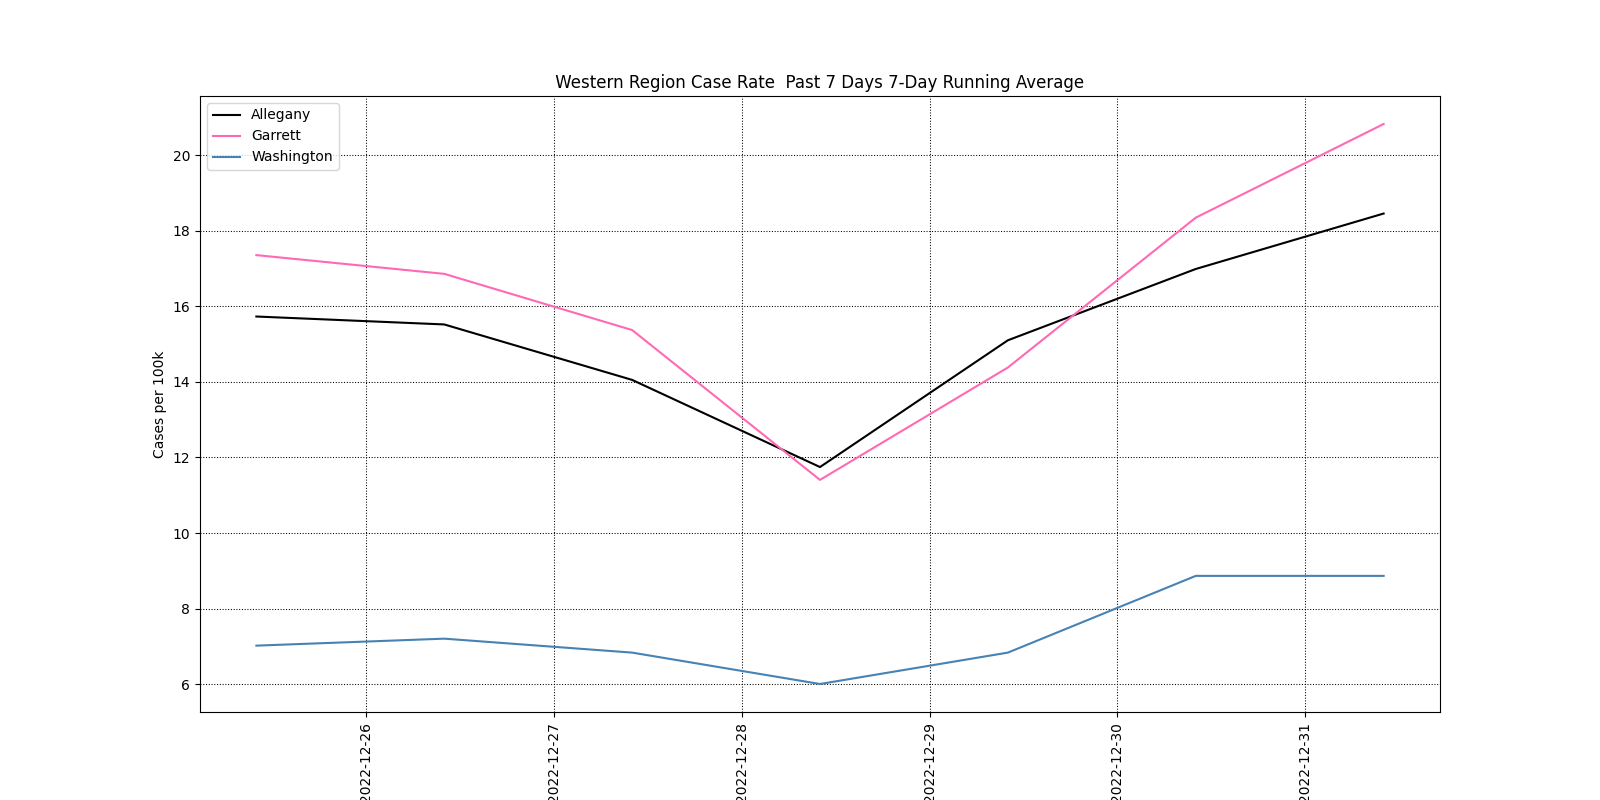 Western Region Case Rate  Past 7 Days 7-Day Running Average
Allegany
Garrett
Washington
20
18
16
14
12
10
8
6
Cases per 100k
2022-12-26
2022-12-27
2022-12-28
2022-12-29
2022-12-30
2022-12-31